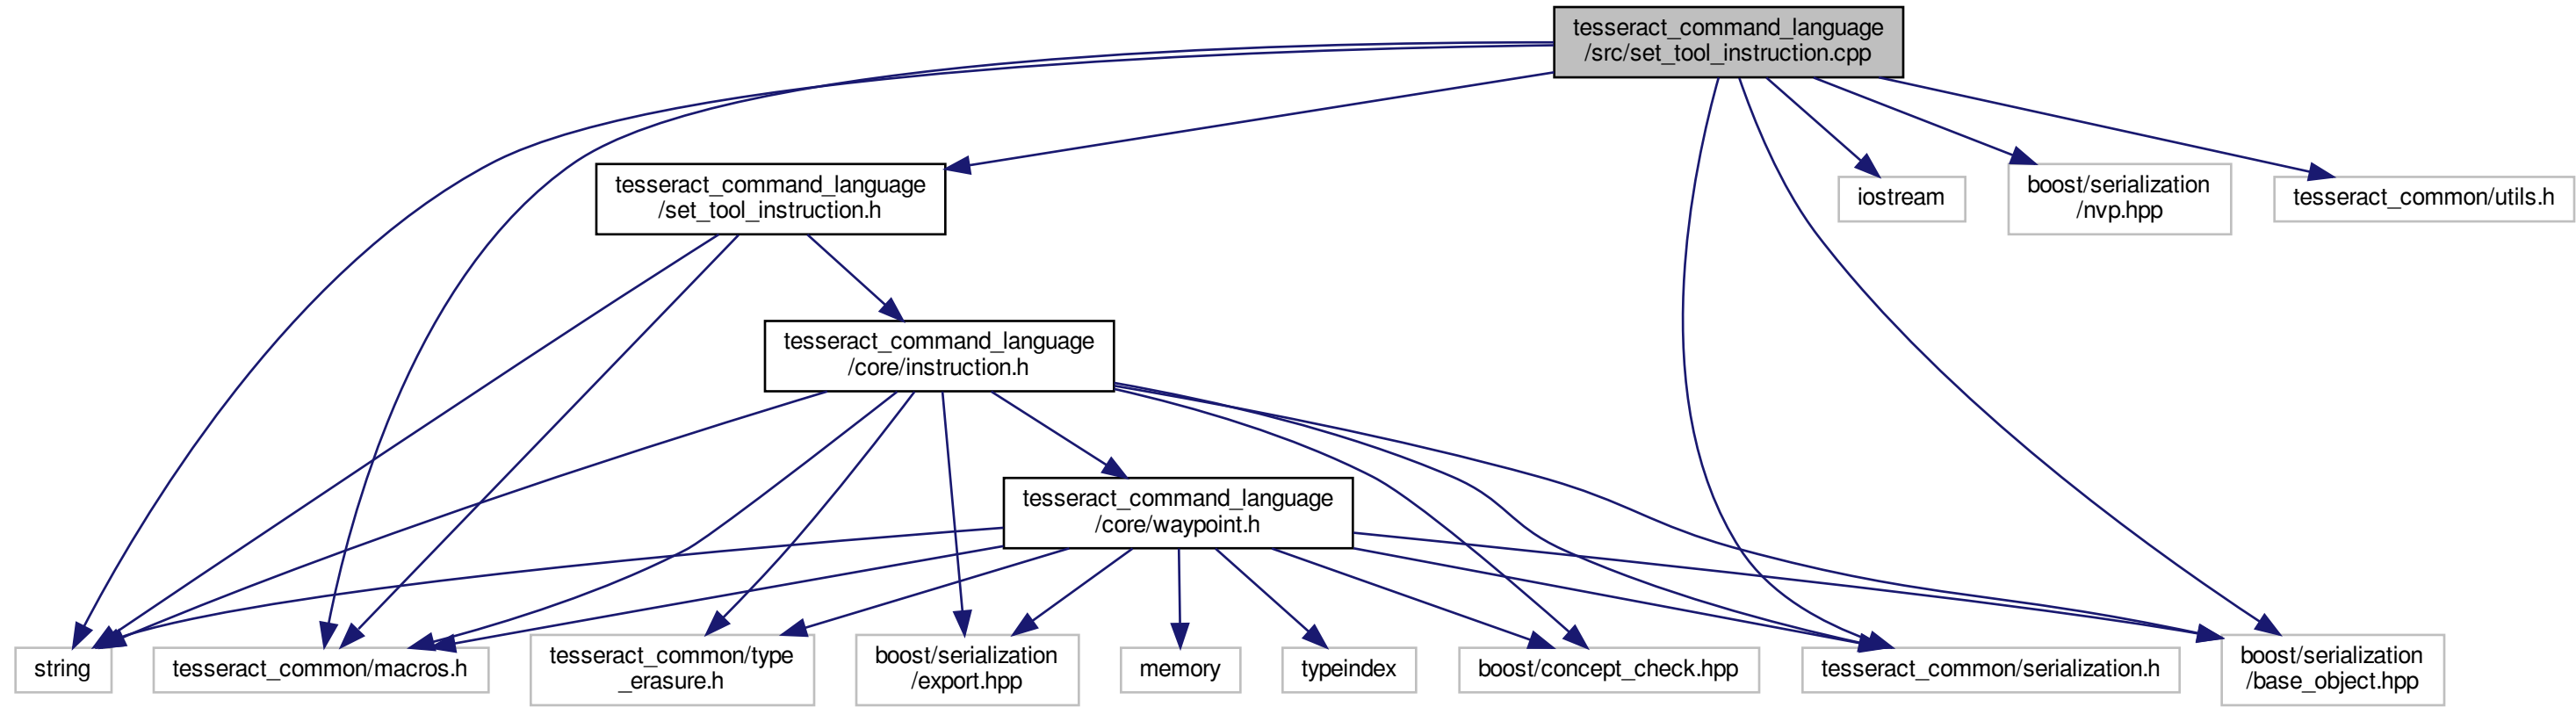 tesseract_command_language
/src/set_tool_instruction.cpp
tesseract_command_language
/set_tool_instruction.h
iostream
boost/serialization
/nvp.hpp
tesseract_common/utils.h
tesseract_command_language
/core/instruction.h
tesseract_command_language
/core/waypoint.h
string
tesseract_common/macros.h
tesseract_common/type
_erasure.h
boost/serialization
/export.hpp
memory
typeindex
boost/concept_check.hpp
tesseract_common/serialization.h
boost/serialization
/base_object.hpp